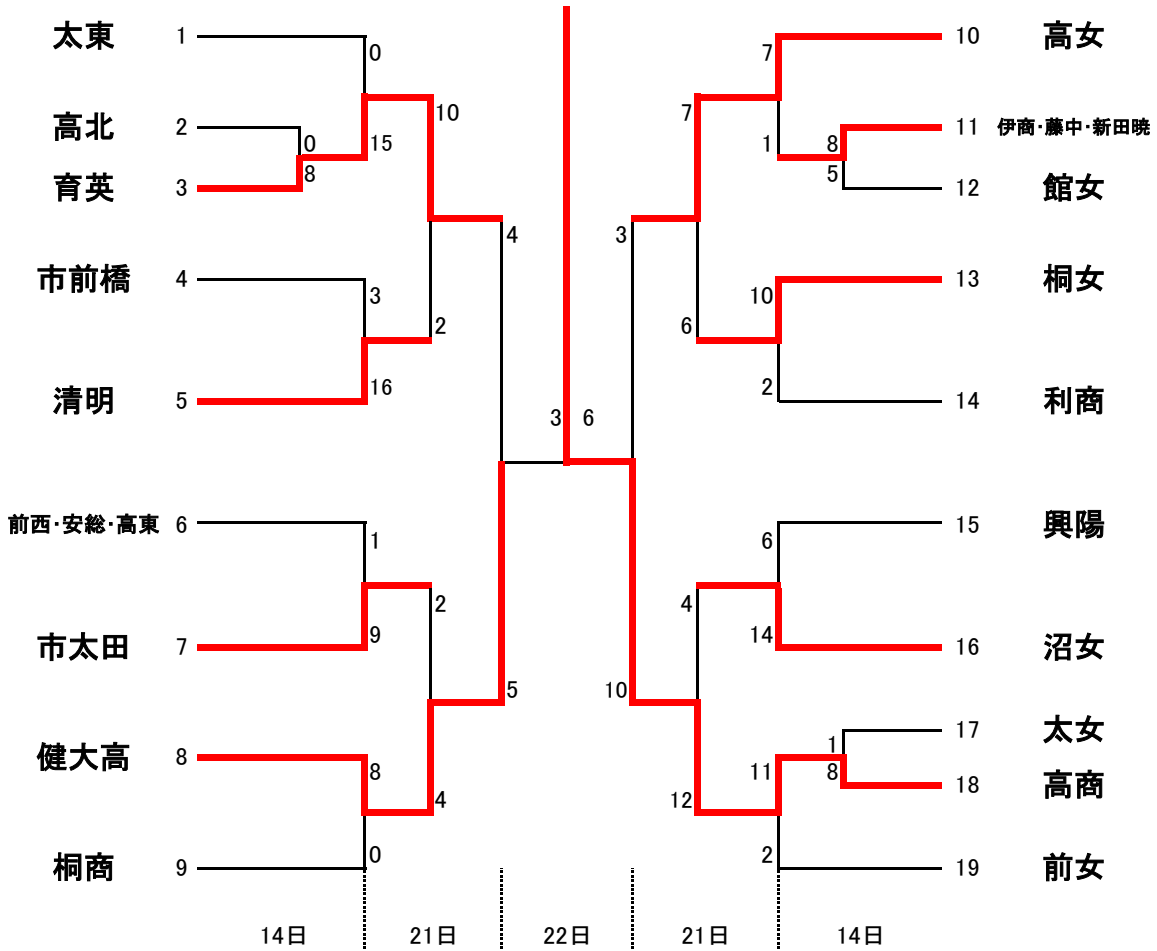 太東 1 0 7 10 高女
10 7
高北 2 0 15 1 8 11 伊商・藤中・新田暁
育英 3 8 5 12 館女
4 3
市前橋 4 3 10 13 桐女
2 6
清明 5 16 2 14 利商
3 6
前西・安総・高東 6 1 6 15 興陽
2 4
市太田 7 9 14 16 沼女
5 10
1 17 太女
健大高 8 8 11 8 18 高商
4 12
桐商 9 0 2 19 前女
14日 21日 22日 21日 14日